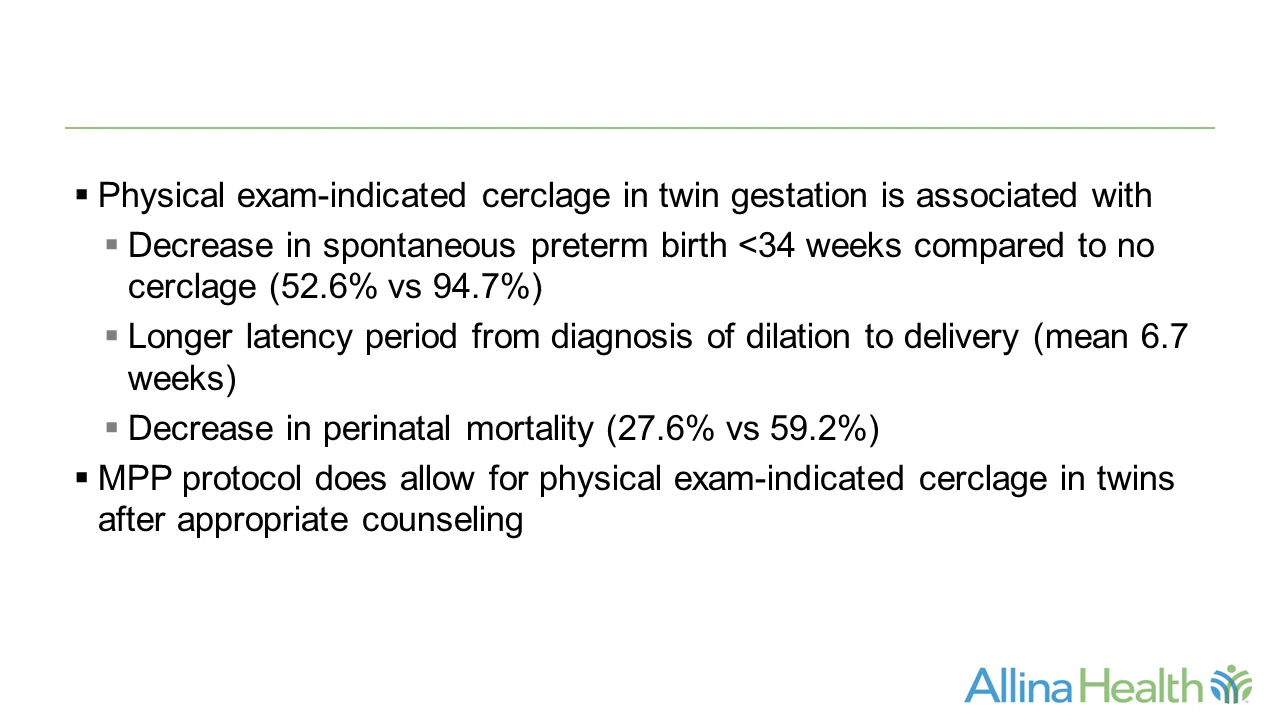 ▪ Physical exam-indicated cerclage in twin gestation is associated with
▪ Decrease in spontaneous preterm birth <34 weeks compared to no
cerclage (52.6% vs 94.7%)
▪ Longer latency period from diagnosis of dilation to delivery (mean 6.7
weeks)
▪ Decrease in perinatal mortality (27.6% vs 59.2%)
▪ MPP protocol does allow for physical exam-indicated cerclage in twins
after appropriate counseling
Allina Health